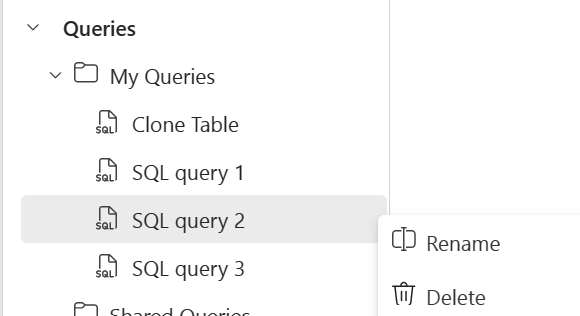 Queries
My Queries
SQL Clone Table
SQL SQL query 1
SQL SQL query 2
SQL SQL query 3
Shared Queries
Rename
Delete